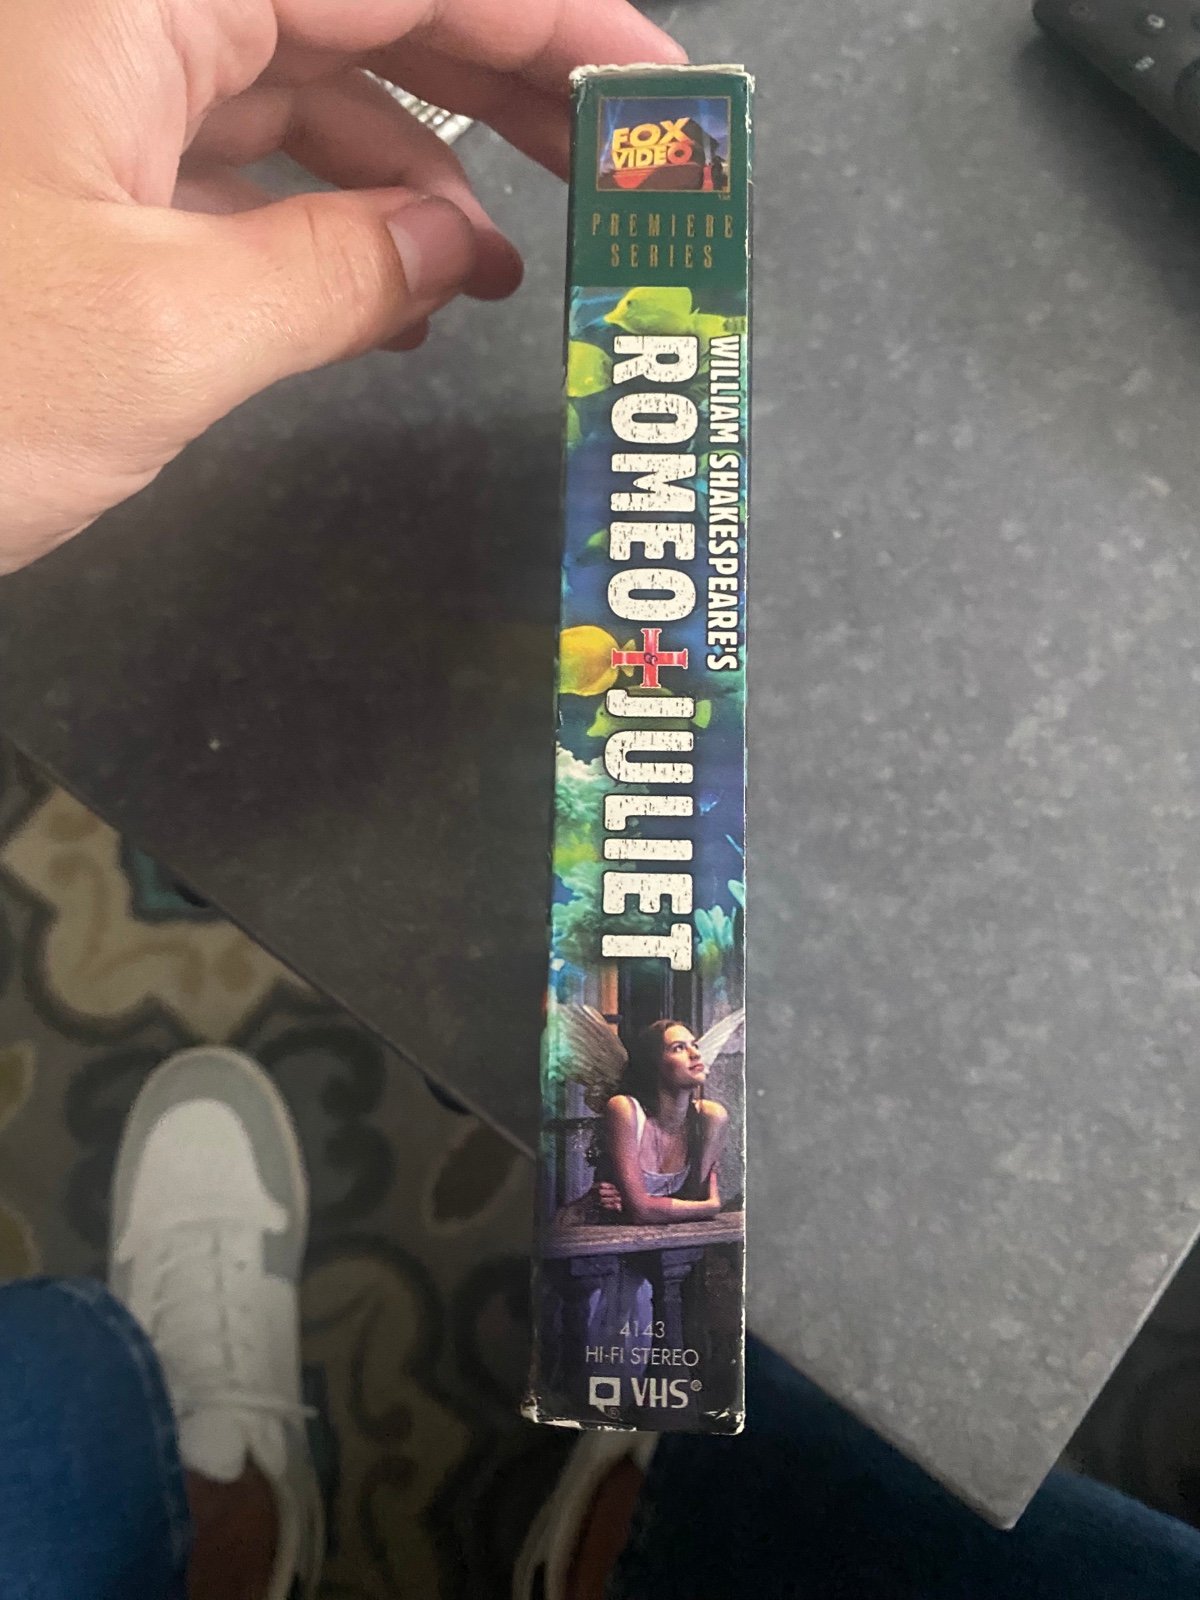 FOX
VIDEO
PREMIERE
SERIES
WILLIAM SHAKESPEARE'S
ROMEO + JULIET
4143
HI-FI STEREO
VHS®